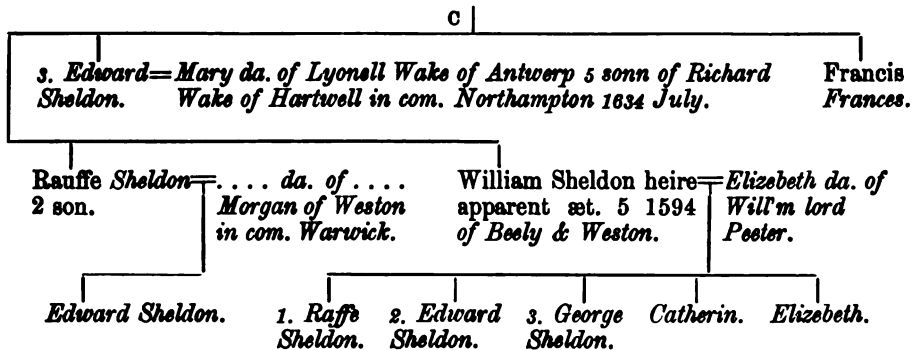 C
3. Edward = Mary da. of Lyonell Wake of Antwerp 5 sonn of Richard
Sheldon. Wake of Hartwell in com. Northampton 1634 July.
Francis
Frances.
Rauffe Sheldon = .... da. of ....
2 son. Morgan of Weston
in com. Warwick.
William Sheldon heire = Elizebeth da. of
apparent æt. 5 1594 Will'm lord
of Beely & Weston. Peeter.
Edward Sheldon.
1. Raffe
Sheldon.
2. Edward
Sheldon.
3. George
Sheldon.
Catherin.
Elizebeth.